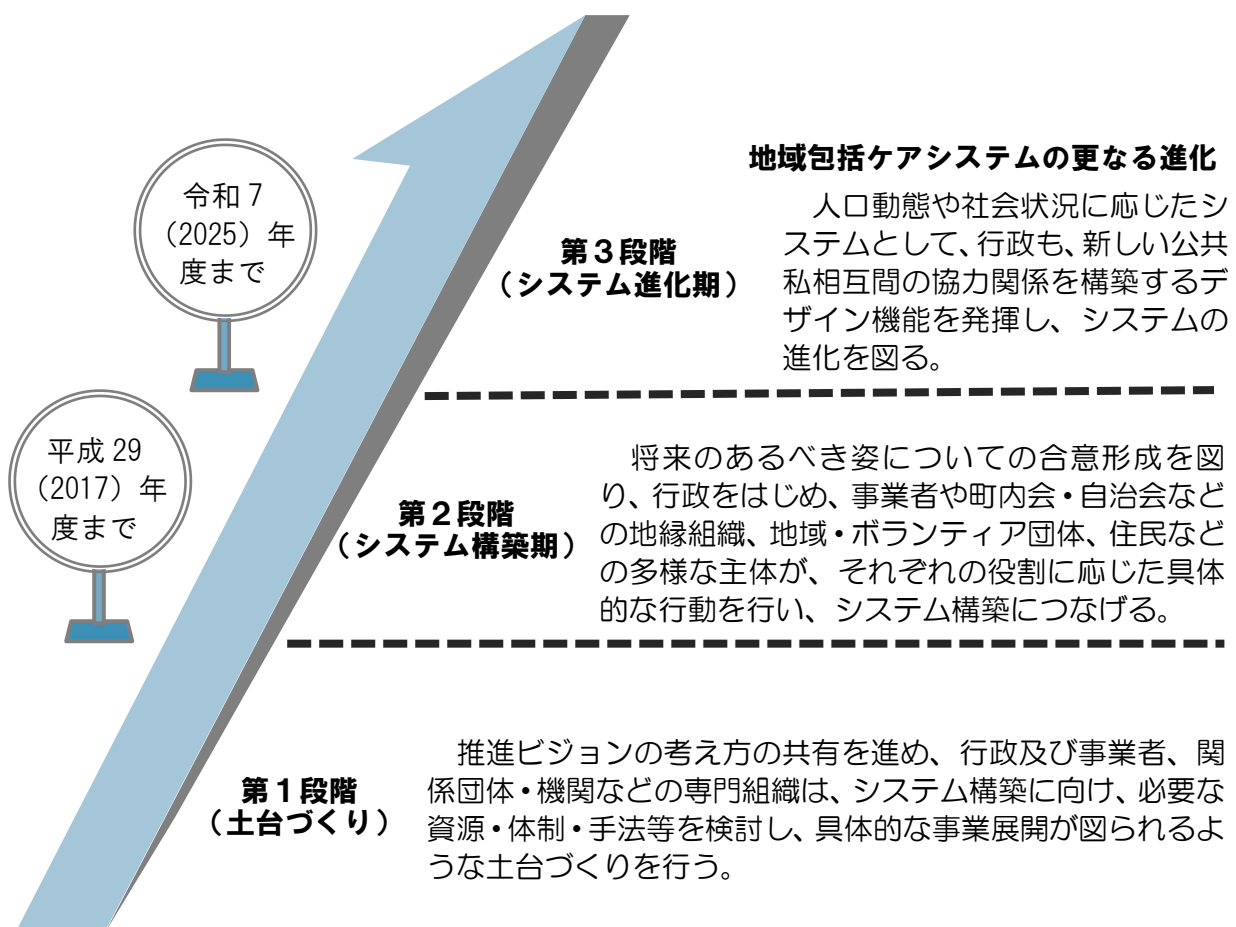 地域包括ケアシステムの更なる進化
令和 7
（2025）年
度まで
第３段階
（システム進化期）
人口動態や社会状況に応じたシ
ステムとして、行政も、新しい公共
私相互間の協力関係を構築するデ
ザイン機能を発揮し、システムの
進化を図る。
平成 29
（2017）年
度まで
第２段階
（システム構築期）
将来のあるべき姿についての合意形成を図
り、行政をはじめ、事業者や町内会・自治会など
の地縁組織、地域・ボランティア団体、住民など
の多様な主体が、それぞれの役割に応じた具体
的な行動を行い、システム構築につなげる。
第１段階
（土台づくり）
推進ビジョンの考え方の共有を進め、行政及び事業者、関
係団体・機関などの専門組織は、システム構築に向け、必要な
資源・体制・手法等を検討し、具体的な事業展開が図られるよ
うな土台づくりを行う。